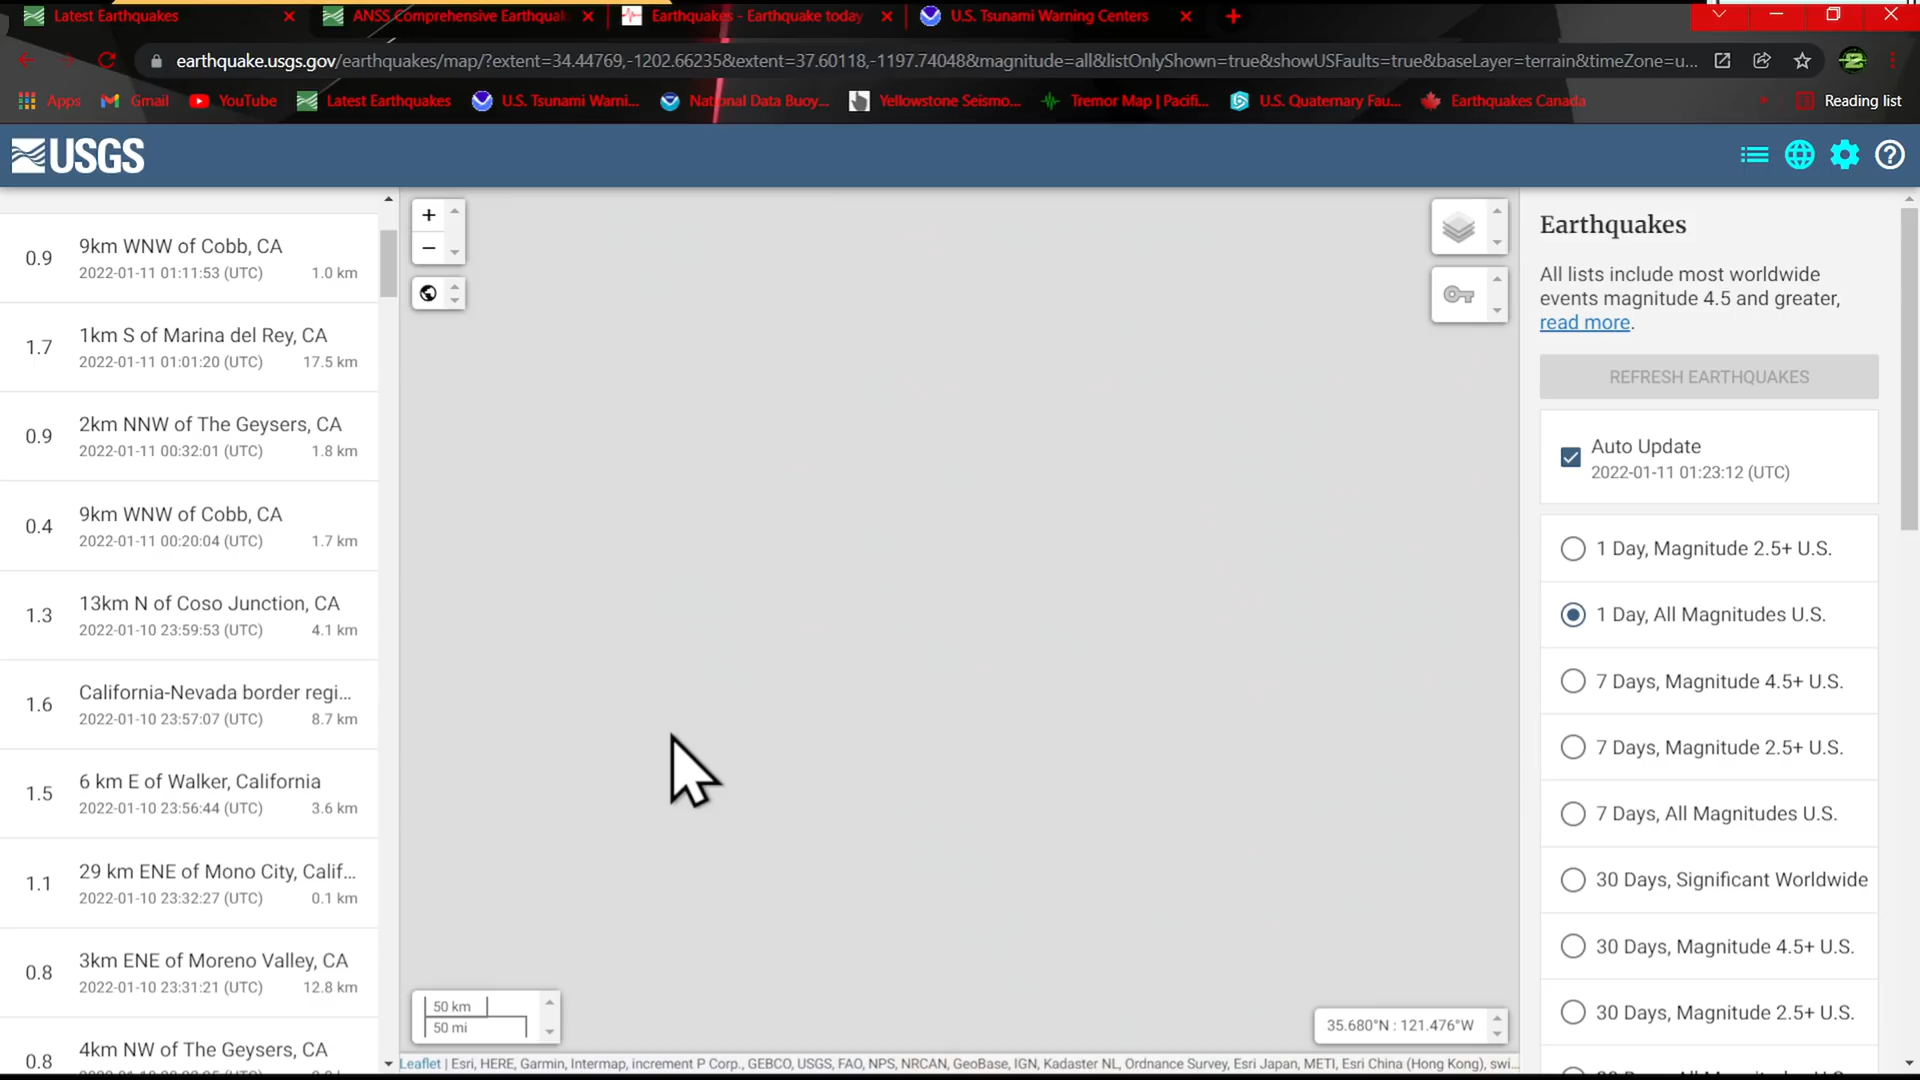 Latest Earthquakes
ANSS Comprehensive Earthquak
Earthquakes - Earthquake today
U.S. Tsunami Warning Centers
earthquake.usgs.gov/earthquakes/map/?extent=34.44769,-1202.66235&extent=37.60118,-1197.74048&magnitude=all&listOnlyShown=true&showUSFaults=true&baseLayer=terrain&timeZone=u...
Apps
Gmail
YouTube
Latest Earthquakes
U.S. Tsunami Warni...
National Data Buoy...
Yellowstone Seismo...
Tremor Map | Pacifi...
U.S. Quaternary Fau...
Earthquakes Canada
Reading list
USGS
0.9
9km WNW of Cobb, CA
2022-01-11 01:11:53 (UTC) 1.0 km
1.7
1km S of Marina del Rey, CA
2022-01-11 01:01:20 (UTC) 17.5 km
0.9
2km NNW of The Geysers, CA
2022-01-11 00:32:01 (UTC) 1.8 km
0.4
9km WNW of Cobb, CA
2022-01-11 00:20:04 (UTC) 1.7 km
1.3
13km N of Coso Junction, CA
2022-01-10 23:59:53 (UTC) 4.1 km
1.6
California-Nevada border regi...
2022-01-10 23:57:07 (UTC) 8.7 km
1.5
6 km E of Walker, California
2022-01-10 23:56:44 (UTC) 3.6 km
1.1
29 km ENE of Mono City, Calif...
2022-01-10 23:32:27 (UTC) 0.1 km
0.8
3km ENE of Moreno Valley, CA
2022-01-10 23:31:21 (UTC) 12.8 km
0.8
4km NW of The Geysers, CA
+
−
50 km
50 mi
35.680°N : 121.476°W
Leaflet | Esri, HERE, Garmin, Intermap, increment P Corp., GEBCO, USGS, FAO, NPS, NRCAN, GeoBase, IGN, Kadaster NL, Ordnance Survey, Esri Japan, METI, Esri China (Hong Kong), swi...
Earthquakes
All lists include most worldwide
events magnitude 4.5 and greater,
read more.
REFRESH EARTHQUAKES
Auto Update
2022-01-11 01:23:12 (UTC)
1 Day, Magnitude 2.5+ U.S.
1 Day, All Magnitudes U.S.
7 Days, Magnitude 4.5+ U.S.
7 Days, Magnitude 2.5+ U.S.
7 Days, All Magnitudes U.S.
30 Days, Significant Worldwide
30 Days, Magnitude 4.5+ U.S.
30 Days, Magnitude 2.5+ U.S.